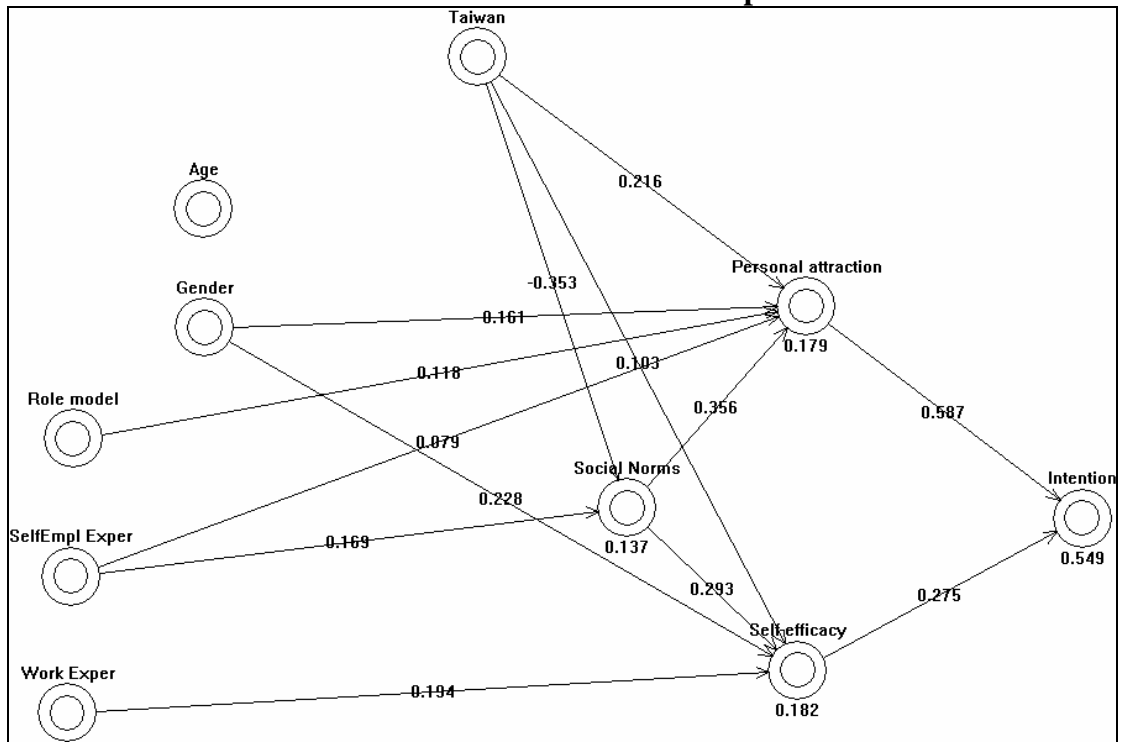 Taiwan
Age
0.216
Personal attraction
-0.353
Gender
0.161
0.179
0.103
0.118
Role model
0.356
0.587
0.079
Social Norms
Intention
0.228
SelfEmpl Exper
0.169
0.137
0.549
0.293
0.275
Self-efficacy
Work Exper
0.194
0.182